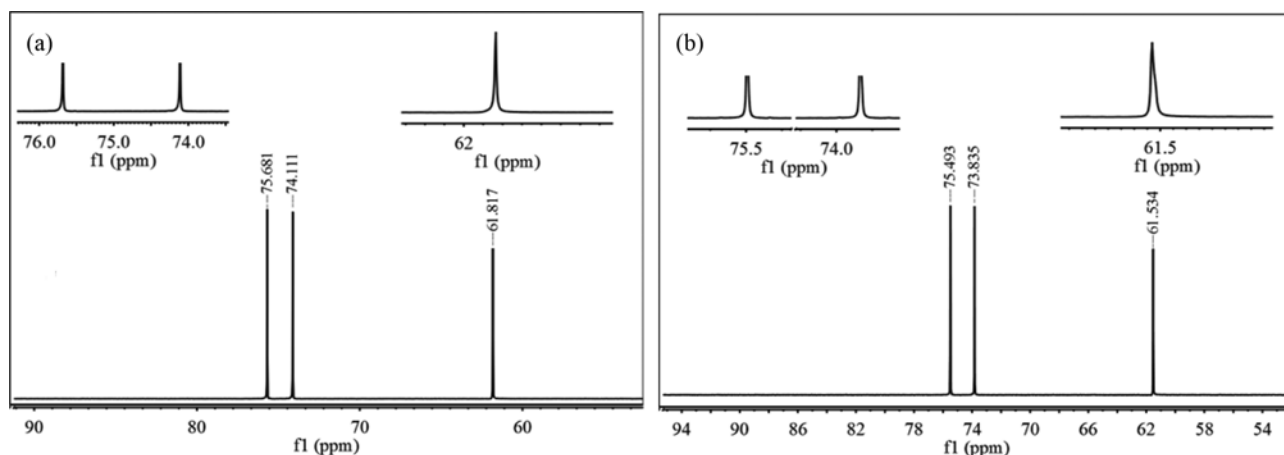 (a)
76.0 75.0 74.0
f1 (ppm)
62
f1 (ppm)
75.681
74.111
61.817
90 80 70 60
f1 (ppm)
(b)
75.5 74.0
f1 (ppm)
61.5
f1 (ppm)
75.493
73.835
61.534
94 90 86 82 78 74 70 66 62 58 54
f1 (ppm)